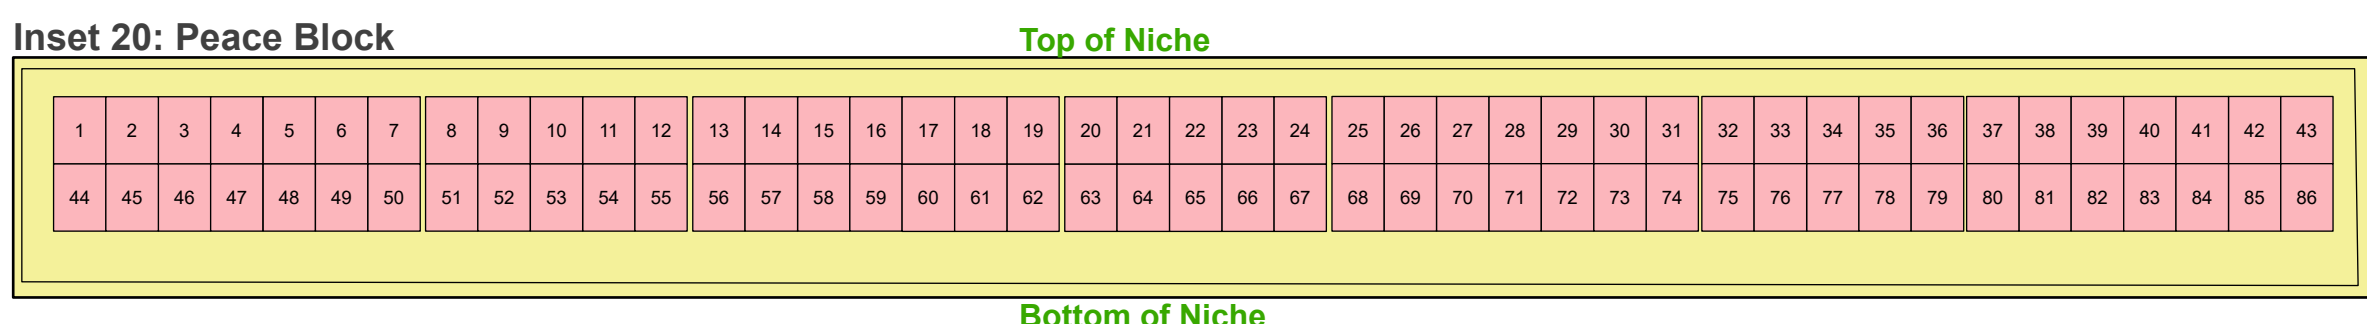 Inset 20: Peace Block
Top of Niche
1 2 3 4 5 6 7 8 9 10 11 12 13 14 15 16 17 18 19 20 21 22 23 24 25 26 27 28 29 30 31 32 33 34 35 36 37 38 39 40 41 42 43
44 45 46 47 48 49 50 51 52 53 54 55 56 57 58 59 60 61 62 63 64 65 66 67 68 69 70 71 72 73 74 75 76 77 78 79 80 81 82 83 84 85 86
Bottom of Niche